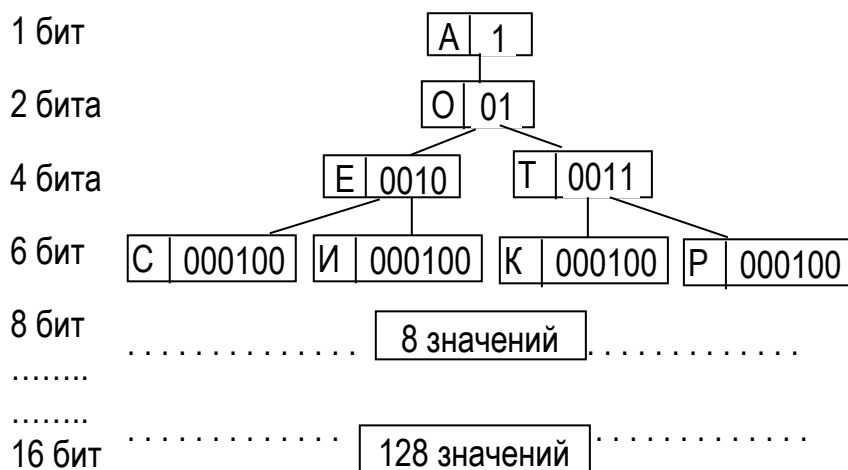 1 бит А 1
2 бита О 01
4 бита Е 0010 Т 0011
6 бит С 000100 И 000100 К 000100 Р 000100
8 бит . . . . . . . . . . . . . . 8 значений . . . . . . . . . . . . .
........
........
16 бит . . . . . . . . . . . . . 128 значений . . . . . . . . . . . . .